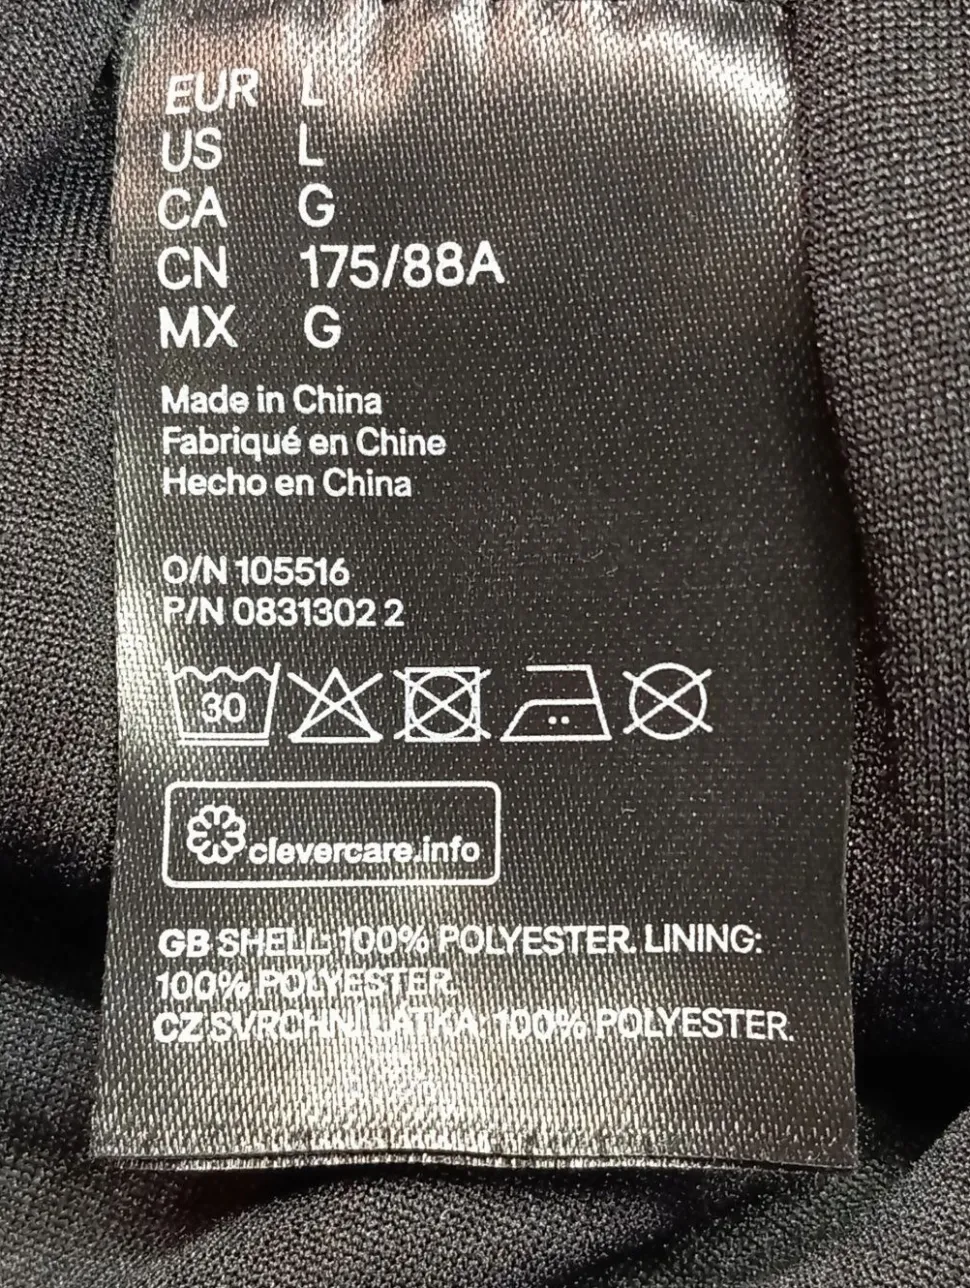 EUR L
US L
CA G
CN 175/88A
MX G
Made in China
Fabriqué en Chine
Hecho en China
O/N 105516
P/N 0831302 2
30
clevercare.info
GB SHELL: 100% POLYESTER. LINING:
100% POLYESTER.
CZ SVRCHNÍ LÁTKA: 100% POLYESTER.